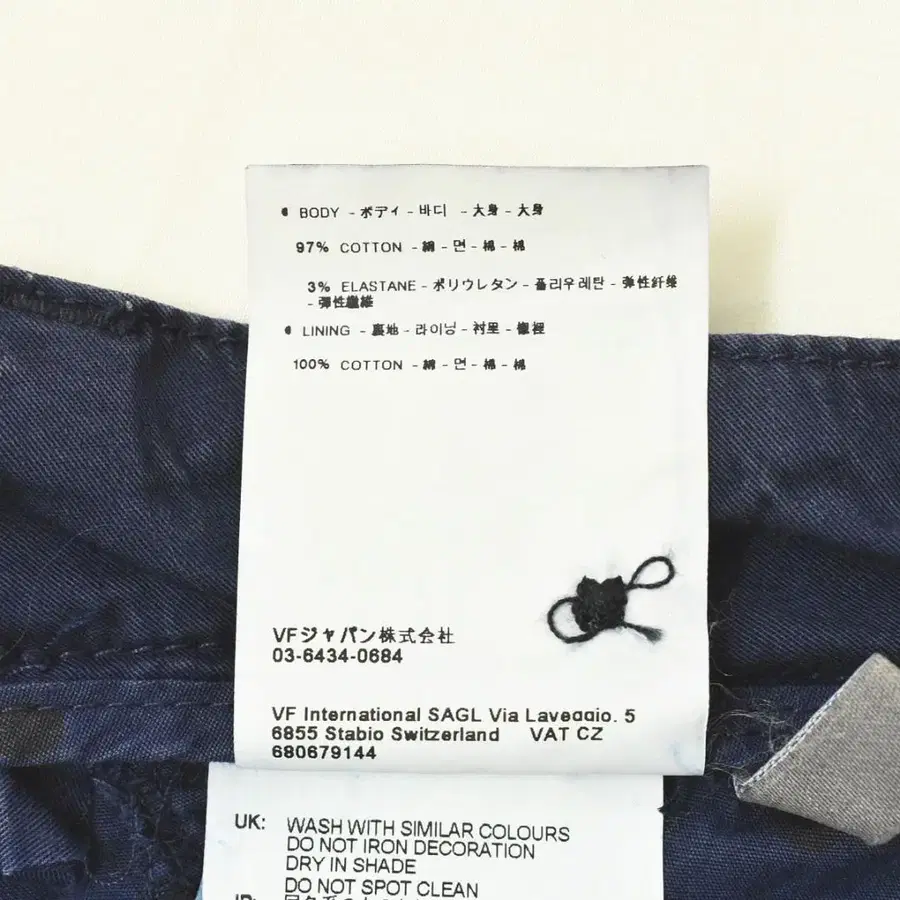 BODY - ボディ - 바디 - 大身 - 大身
97% COTTON - 綿 - 면 - 棉 - 棉
3% ELASTANE - ポリウレタン - 폴리우레탄 - 弹性纤维
- 彈性纖維
LINING - 裏地 - 라이닝 - 衬里 - 襯裡
100% COTTON - 綿 - 면 - 棉 - 棉
VFジャパン株式会社
03-6434-0684
VF International SAGL Via Laveggio. 5
6855 Stabio Switzerland VAT CZ
680679144
UK: WASH WITH SIMILAR COLOURS
DO NOT IRON DECORATION
DRY IN SHADE
DO NOT SPOT CLEAN